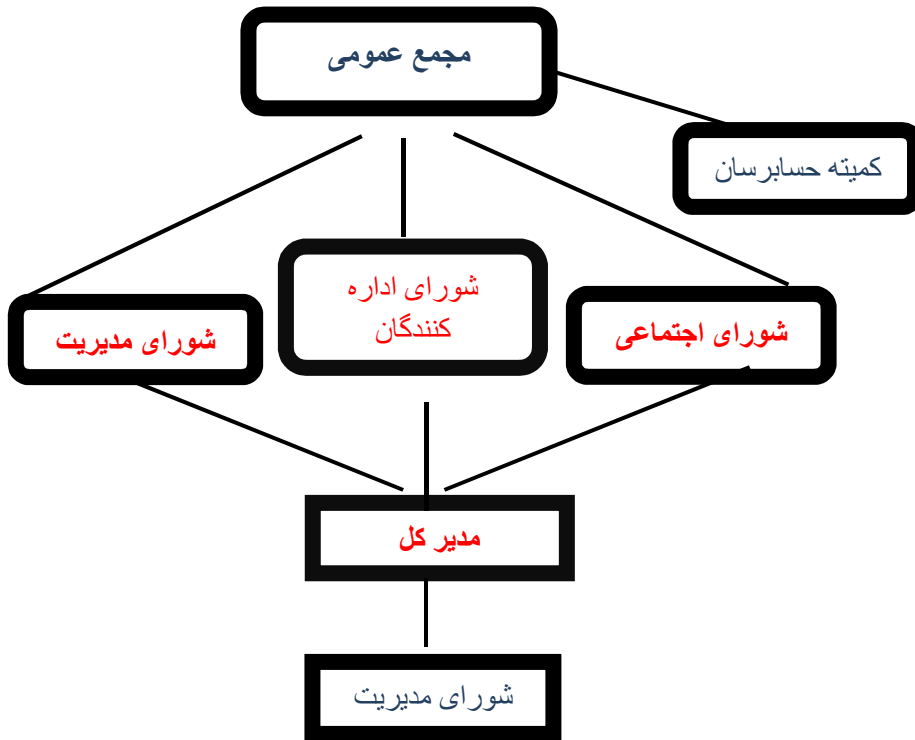 مجمع عمومی
کمیته حسابرسان
شورای اجتماعی
شورای اداره
کنندگان
شورای مدیریت
مدیر کل
شورای مدیریت